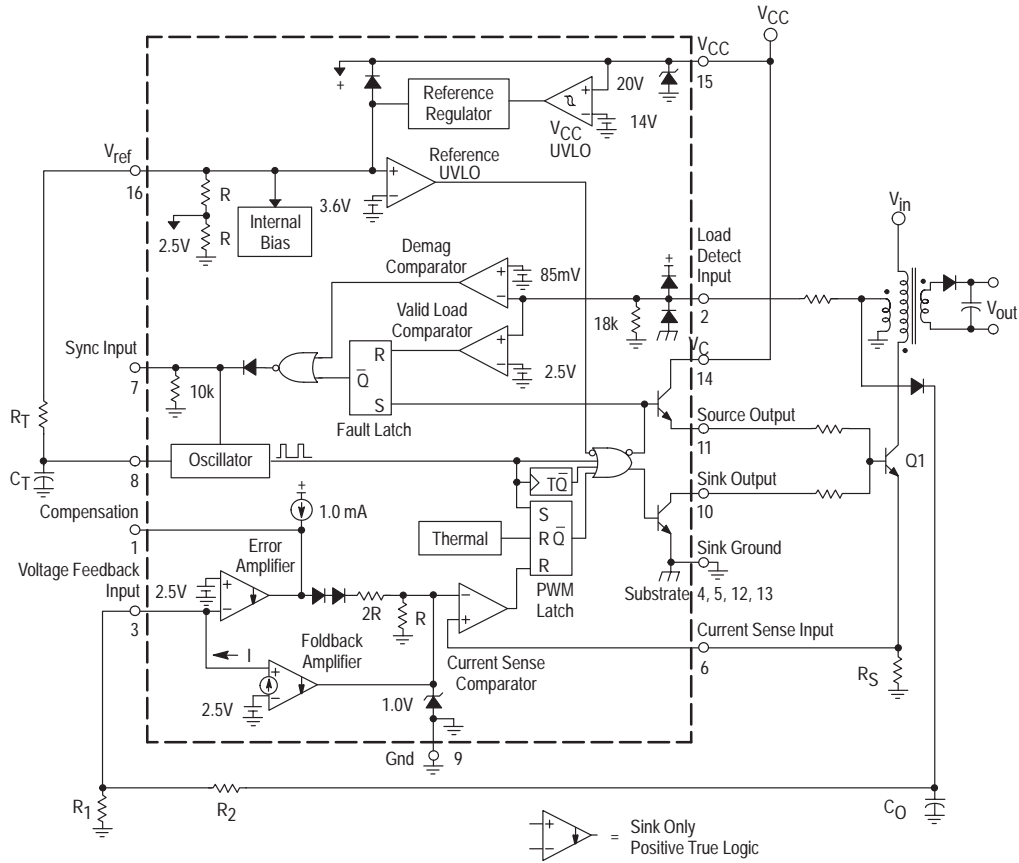 VCC
VCC
15
20V
Reference
Regulator
14V
VCC
UVLO
Vref
16
Reference
UVLO
R
3.6V
Internal
Bias
2.5V
R
Vin
Load
Detect
Input
Demag
Comparator
85mV
2
Vout
Valid Load
Comparator
18k
2.5V
VC
14
Sync Input
7
10k
R
Q
S
Fault Latch
Source Output
11
RT
CT
8
Oscillator
Q1
TQ
Sink Output
10
Compensation
1
1.0 mA
Thermal
S
R Q
R
PWM
Latch
Sink Ground
Substrate 4, 5, 12, 13
Voltage Feedback
Input
3
Error
Amplifier
2.5V
2R
R
Current Sense Input
6
I
Foldback
Amplifier
Current Sense
Comparator
RS
2.5V
1.0V
Gnd
9
R1
R2
CO
= Sink Only
Positive True Logic